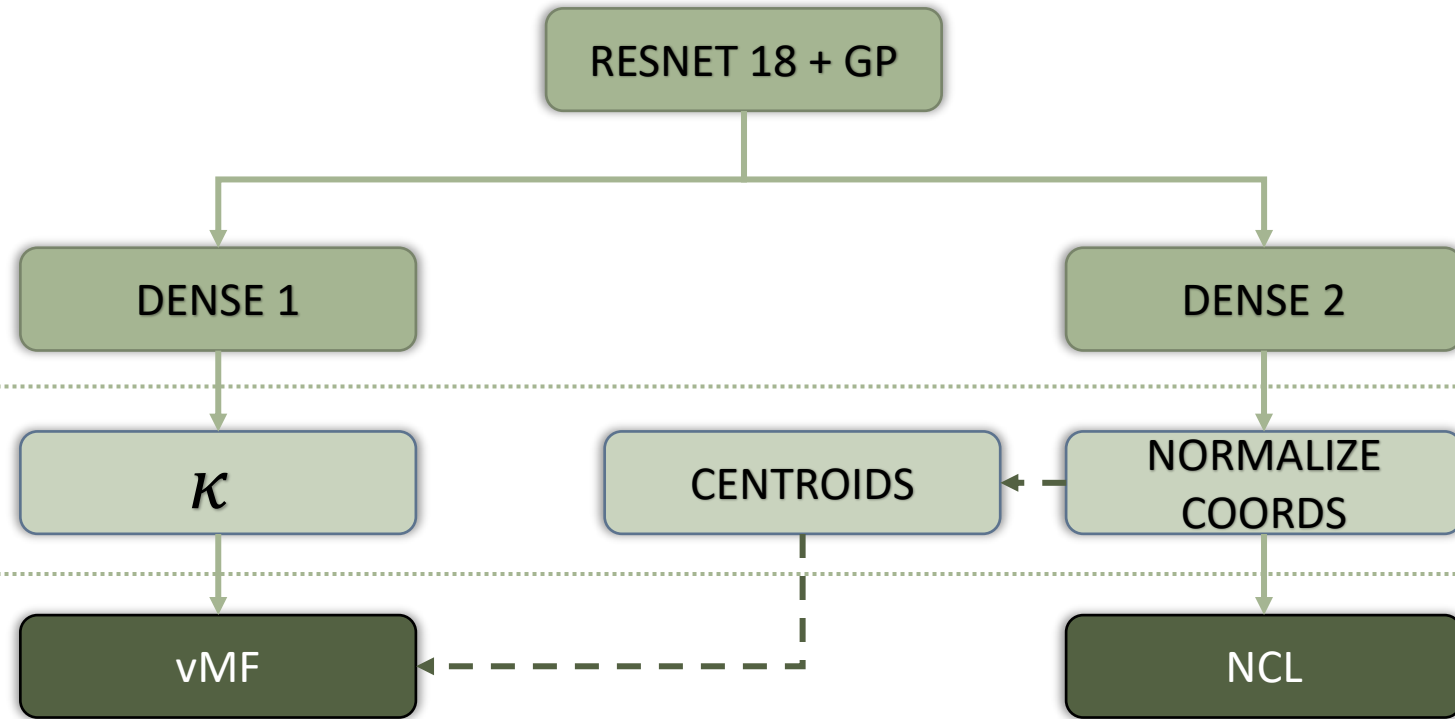 RESNET 18 + GP
DENSE 1
DENSE 2
κ
CENTROIDS
NORMALIZE
COORDS
vMF
NCL